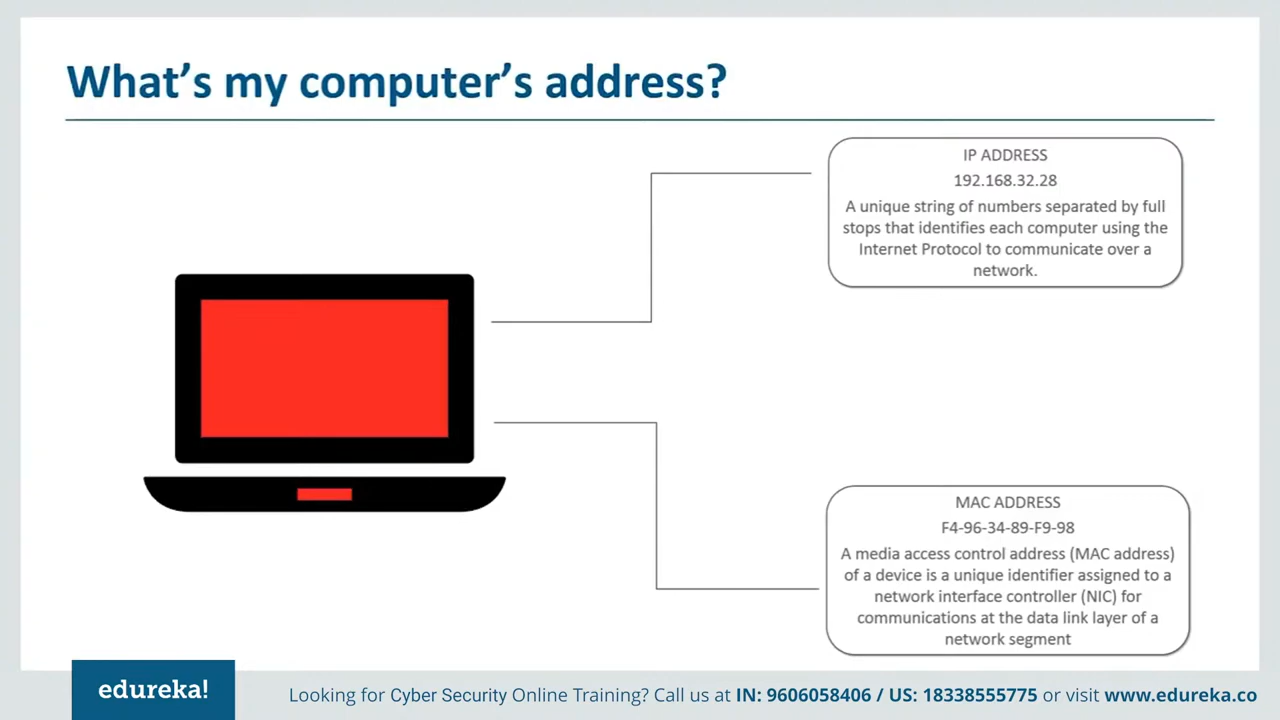 What's my computer's address?
IP ADDRESS
192.168.32.28
A unique string of numbers separated by full
stops that identifies each computer using the
Internet Protocol to communicate over a
network.
MAC ADDRESS
F4-96-34-89-F9-98
A media access control address (MAC address)
of a device is a unique identifier assigned to a
network interface controller (NIC) for
communications at the data link layer of a
network segment
edureka!
Looking for Cyber Security Online Training? Call us at IN: 9606058406 / US: 18338555775 or visit www.edureka.co